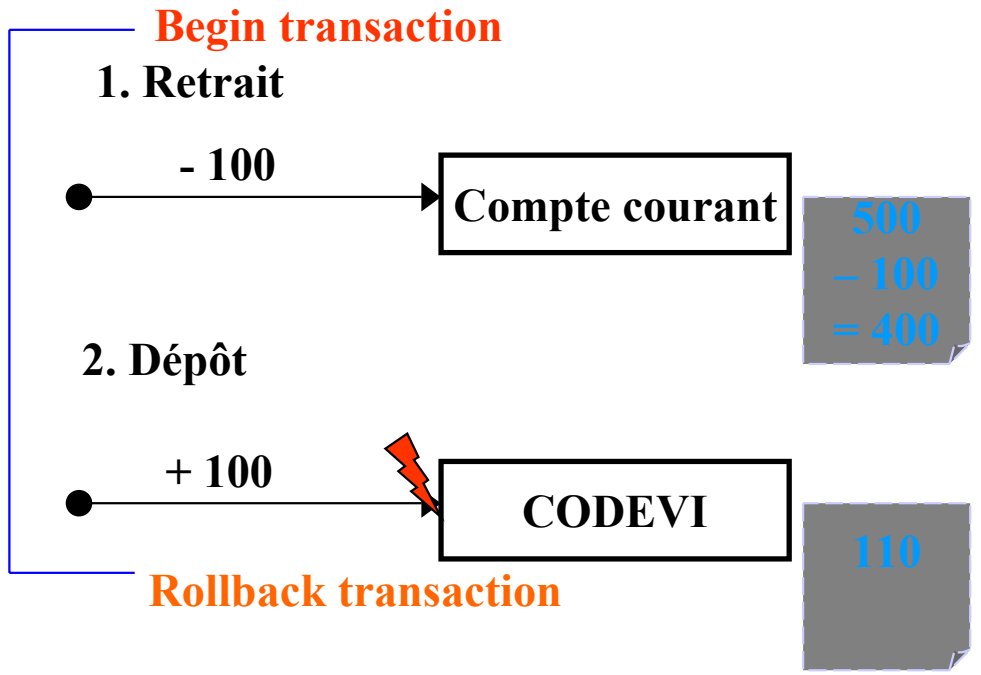 Begin transaction
1. Retrait
- 100
Compte courant
500
– 100
= 400
2. Dépôt
+ 100
CODEVI
110
Rollback transaction